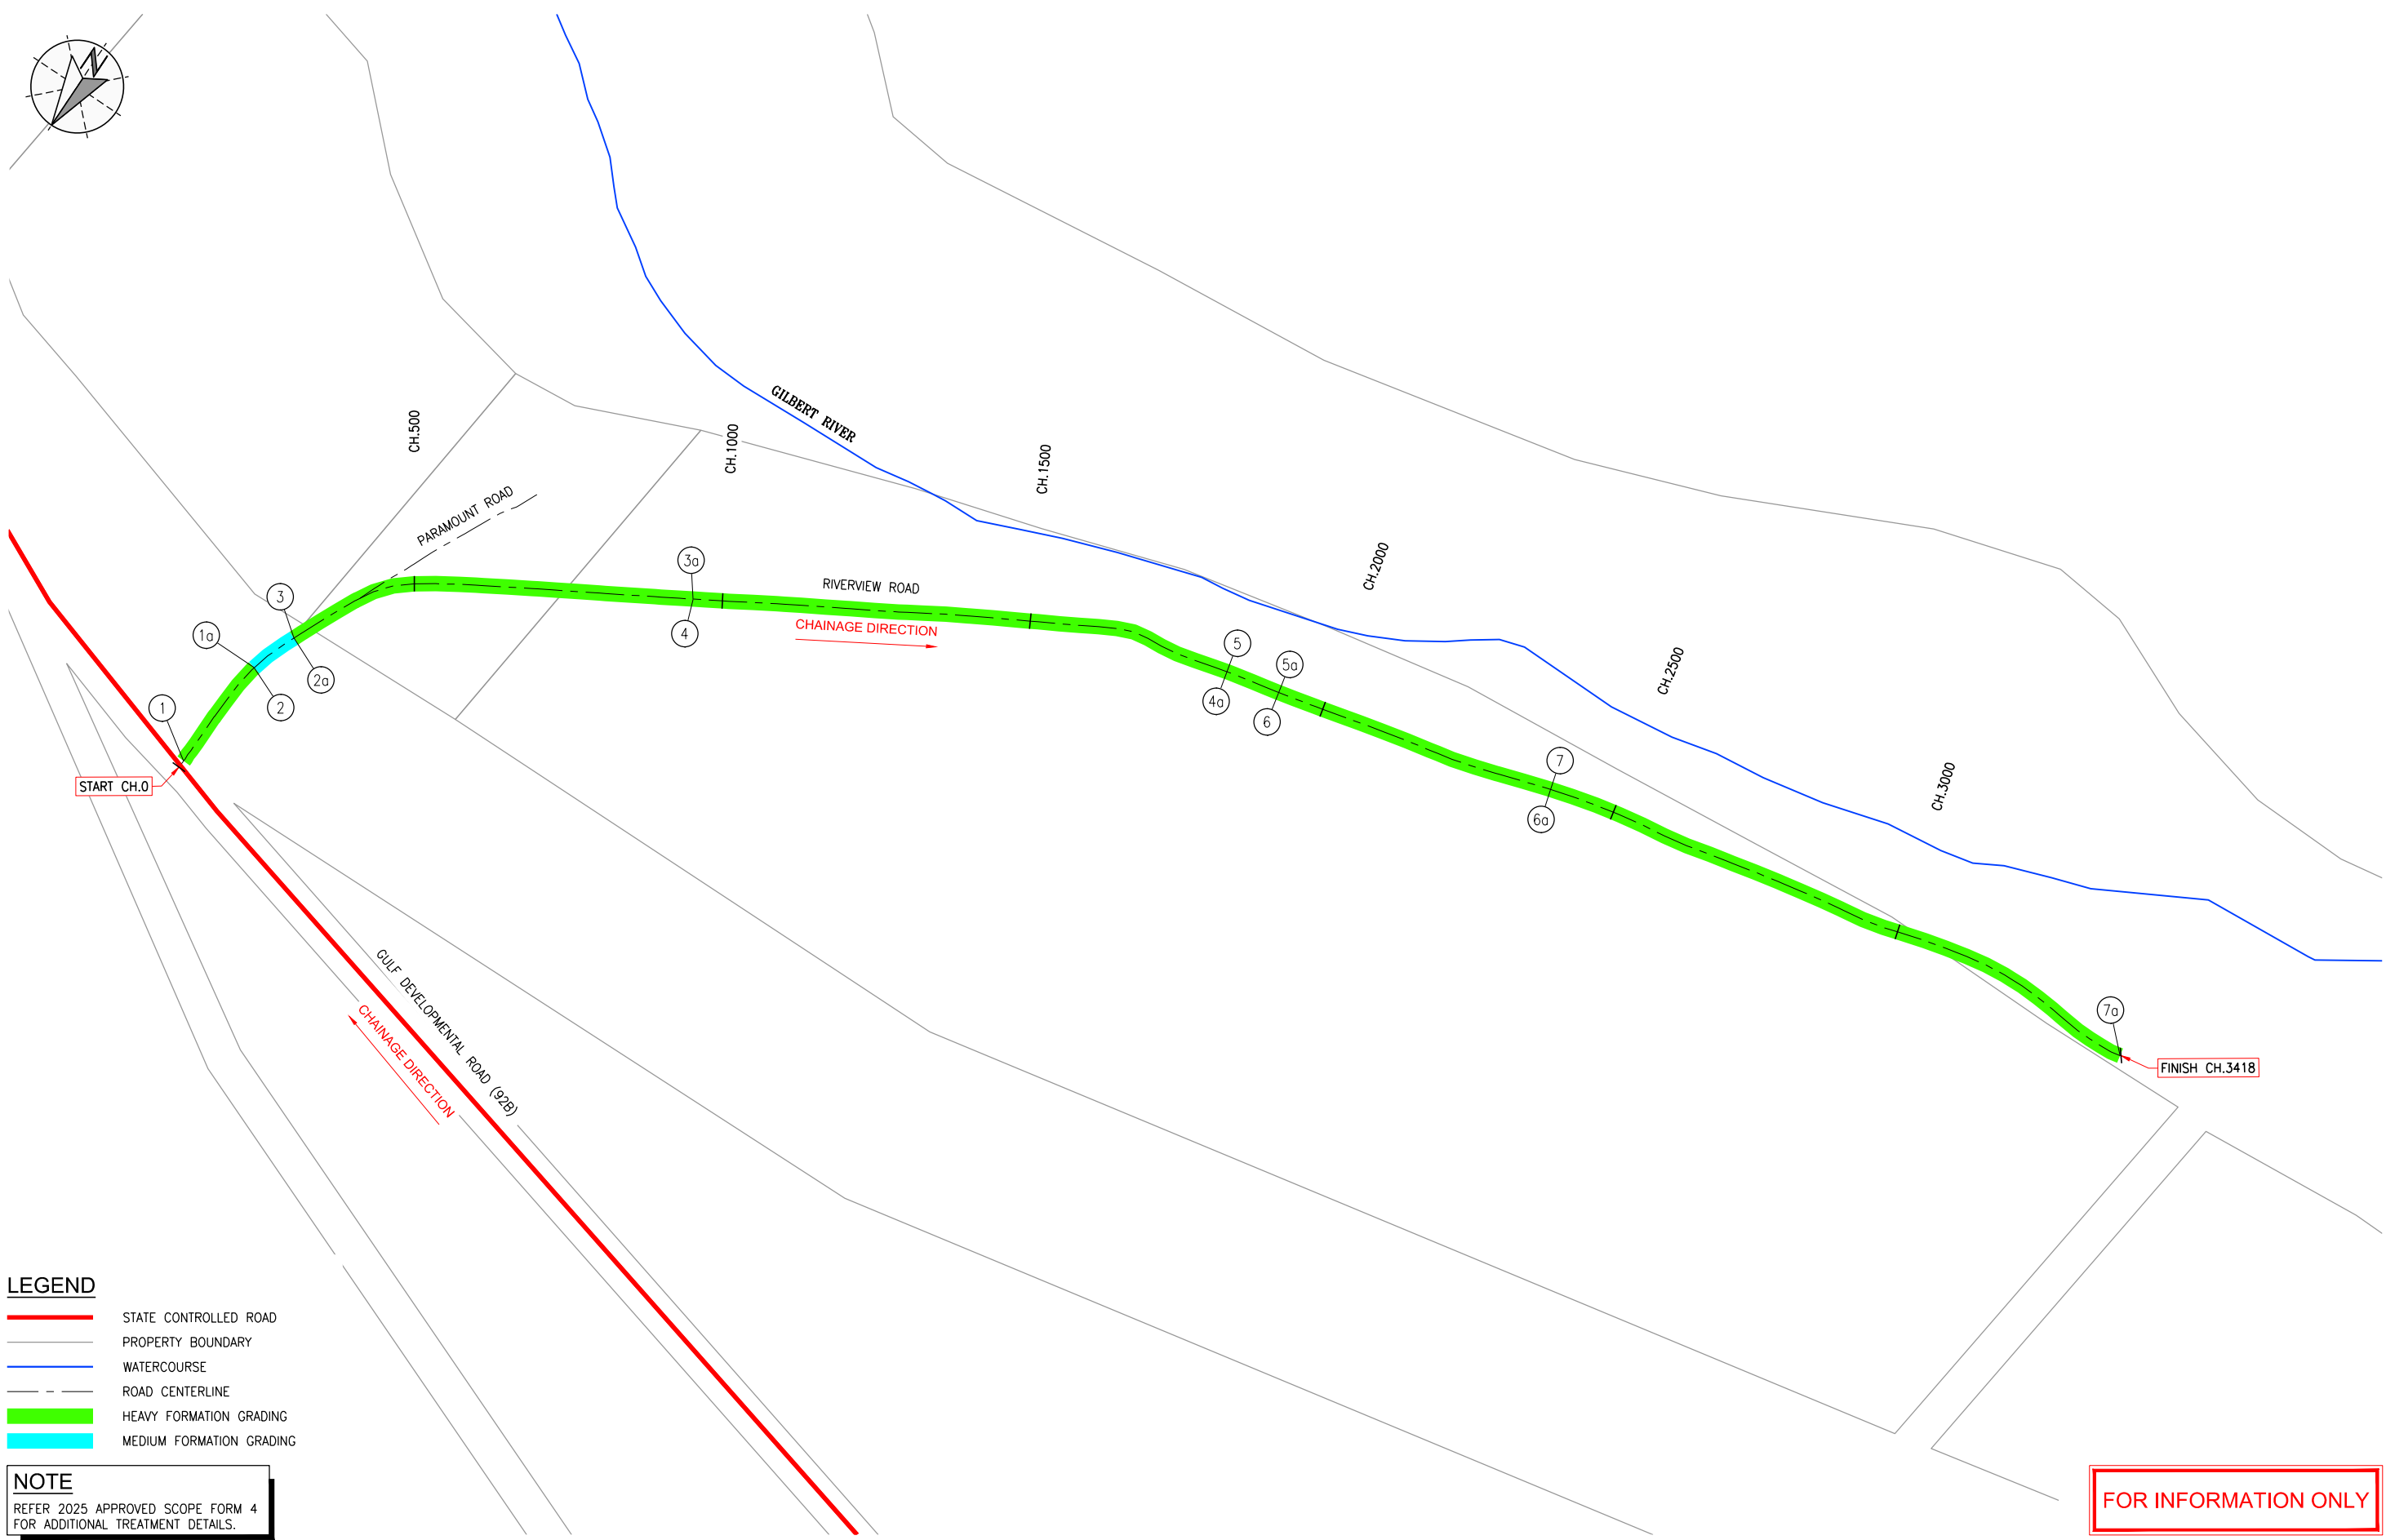 N
GILBERT RIVER
CH.500
CH.1000
CH.1500
CH.2000
CH.2500
CH.3000
PARAMOUNT ROAD
RIVERVIEW ROAD
CHAINAGE DIRECTION
1
1a
2
2a
3
3a
4
4a
5
5a
6
6a
7
7a
START CH.0
FINISH CH.3418
GULF DEVELOPMENTAL ROAD (92B)
CHAINAGE DIRECTION
LEGEND
STATE CONTROLLED ROAD
PROPERTY BOUNDARY
WATERCOURSE
ROAD CENTERLINE
HEAVY FORMATION GRADING
MEDIUM FORMATION GRADING
NOTE
REFER 2025 APPROVED SCOPE FORM 4
FOR ADDITIONAL TREATMENT DETAILS.
FOR INFORMATION ONLY